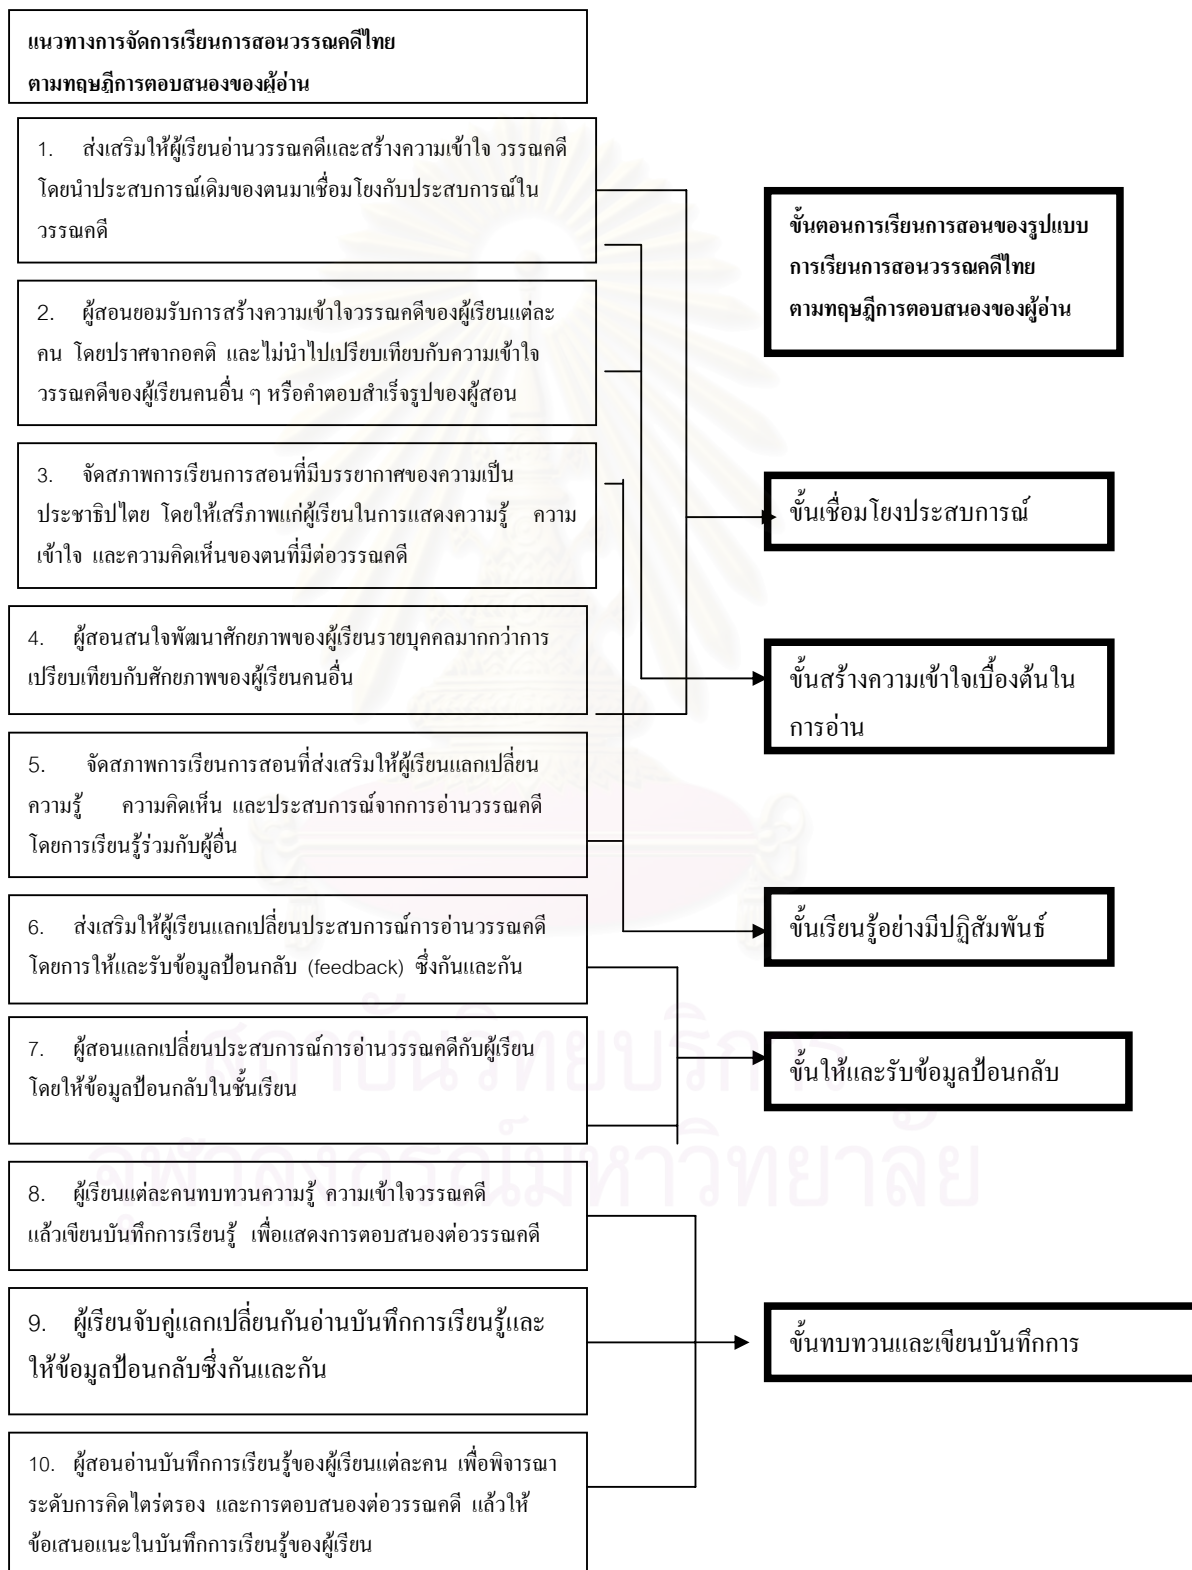 แนวทางการจัดการเรียนการสอนวรรณคดีไทย
ตามทฤษฎีการตอบสนองของผู้อ่าน
1. ส่งเสริมให้ผู้เรียนอ่านวรรณคดีและสร้างความเข้าใจ วรรณคดี
โดยนำประสบการณ์เดิมของตนมาเชื่อมโยงกับประสบการณ์ใน
วรรณคดี
2. ผู้สอนยอมรับการสร้างความเข้าใจวรรณคดีของผู้เรียนแต่ละ
คน โดยปราศจากอคติ และไม่นำไปเปรียบเทียบกับความเข้าใจ
วรรณคดีของผู้เรียนคนอื่น ๆ หรือคำตอบสำเร็จรูปของผู้สอน
3. จัดสภาพการเรียนการสอนที่มีบรรยากาศของความเป็น
ประชาธิปไตย โดยให้เสรีภาพแก่ผู้เรียนในการแสดงความรู้ ความ
เข้าใจ และความคิดเห็นของตนที่มีต่อวรรณคดี
4. ผู้สอนสนใจพัฒนาศักยภาพของผู้เรียนรายบุคคลมากกว่าการ
เปรียบเทียบกับศักยภาพของผู้เรียนคนอื่น
5. จัดสภาพการเรียนการสอนที่ส่งเสริมให้ผู้เรียนแลกเปลี่ยน
ความรู้ ความคิดเห็น และประสบการณ์จากการอ่านวรรณคดี
โดยการเรียนรู้ร่วมกับผู้อื่น
6. ส่งเสริมให้ผู้เรียนแลกเปลี่ยนประสบการณ์การอ่านวรรณคดี
โดยการให้และรับข้อมูลป้อนกลับ (feedback) ซึ่งกันและกัน
7. ผู้สอนแลกเปลี่ยนประสบการณ์การอ่านวรรณคดีกับผู้เรียน
โดยให้ข้อมูลป้อนกลับในชั้นเรียน
8. ผู้เรียนแต่ละคนทบทวนความรู้ ความเข้าใจวรรณคดี
แล้วเขียนบันทึกการเรียนรู้ เพื่อแสดงการตอบสนองต่อวรรณคดี
9. ผู้เรียนจับคู่แลกเปลี่ยนกันอ่านบันทึกการเรียนรู้และ
ให้ข้อมูลป้อนกลับซึ่งกันและกัน
10. ผู้สอนอ่านบันทึกการเรียนรู้ของผู้เรียนแต่ละคน เพื่อพิจารณา
ระดับการคิดไตร่ตรอง และการตอบสนองต่อวรรณคดี แล้วให้
ข้อเสนอแนะในบันทึกการเรียนรู้ของผู้เรียน
ขั้นตอนการเรียนการสอนของรูปแบบ
การเรียนการสอนวรรณคดีไทย
ตามทฤษฎีการตอบสนองของผู้อ่าน
ขั้นเชื่อมโยงประสบการณ์
ขั้นสร้างความเข้าใจเบื้องต้นใน
การอ่าน
ขั้นเรียนรู้อย่างมีปฏิสัมพันธ์
ขั้นให้และรับข้อมูลป้อนกลับ
ขั้นทบทวนและเขียนบันทึกการ
สถาบันวิทยบริการ
จุฬาลงกรณ์มหาวิทยาลัย